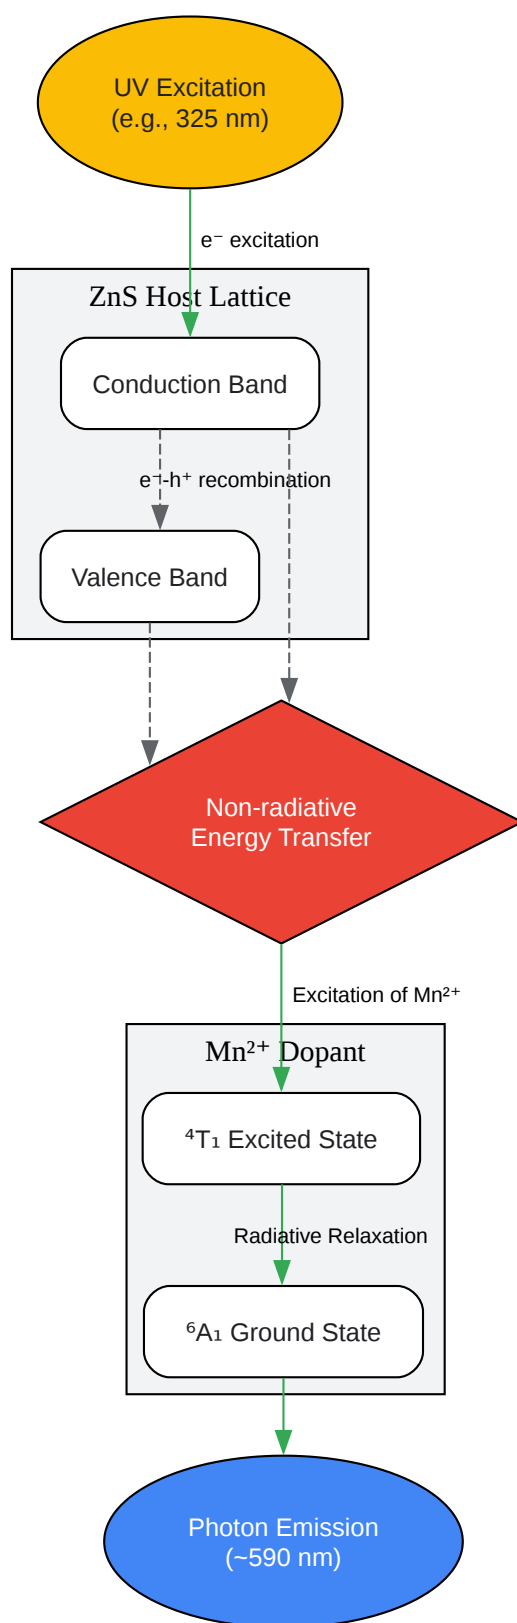 UV Excitation
(e.g., 325 nm)
e⁻ excitation
ZnS Host Lattice
Conduction Band
e⁻-h⁺ recombination
Valence Band
Non-radiative
Energy Transfer
Excitation of Mn²⁺
Mn²⁺ Dopant
⁴T₁ Excited State
Radiative Relaxation
⁶A₁ Ground State
Photon Emission
(~590 nm)